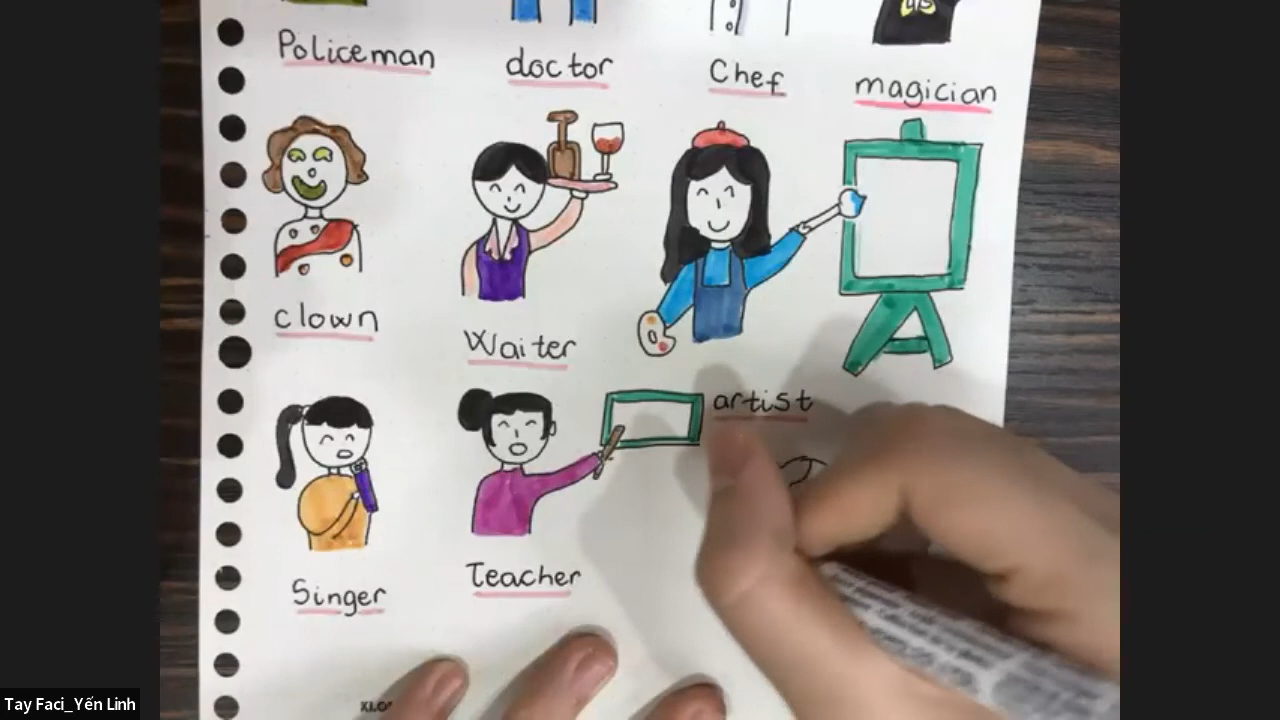 Policeman
doctor
Chef
magician
clown
Waiter
artist
Singer
Teacher
Tay Faci_Yến Linh